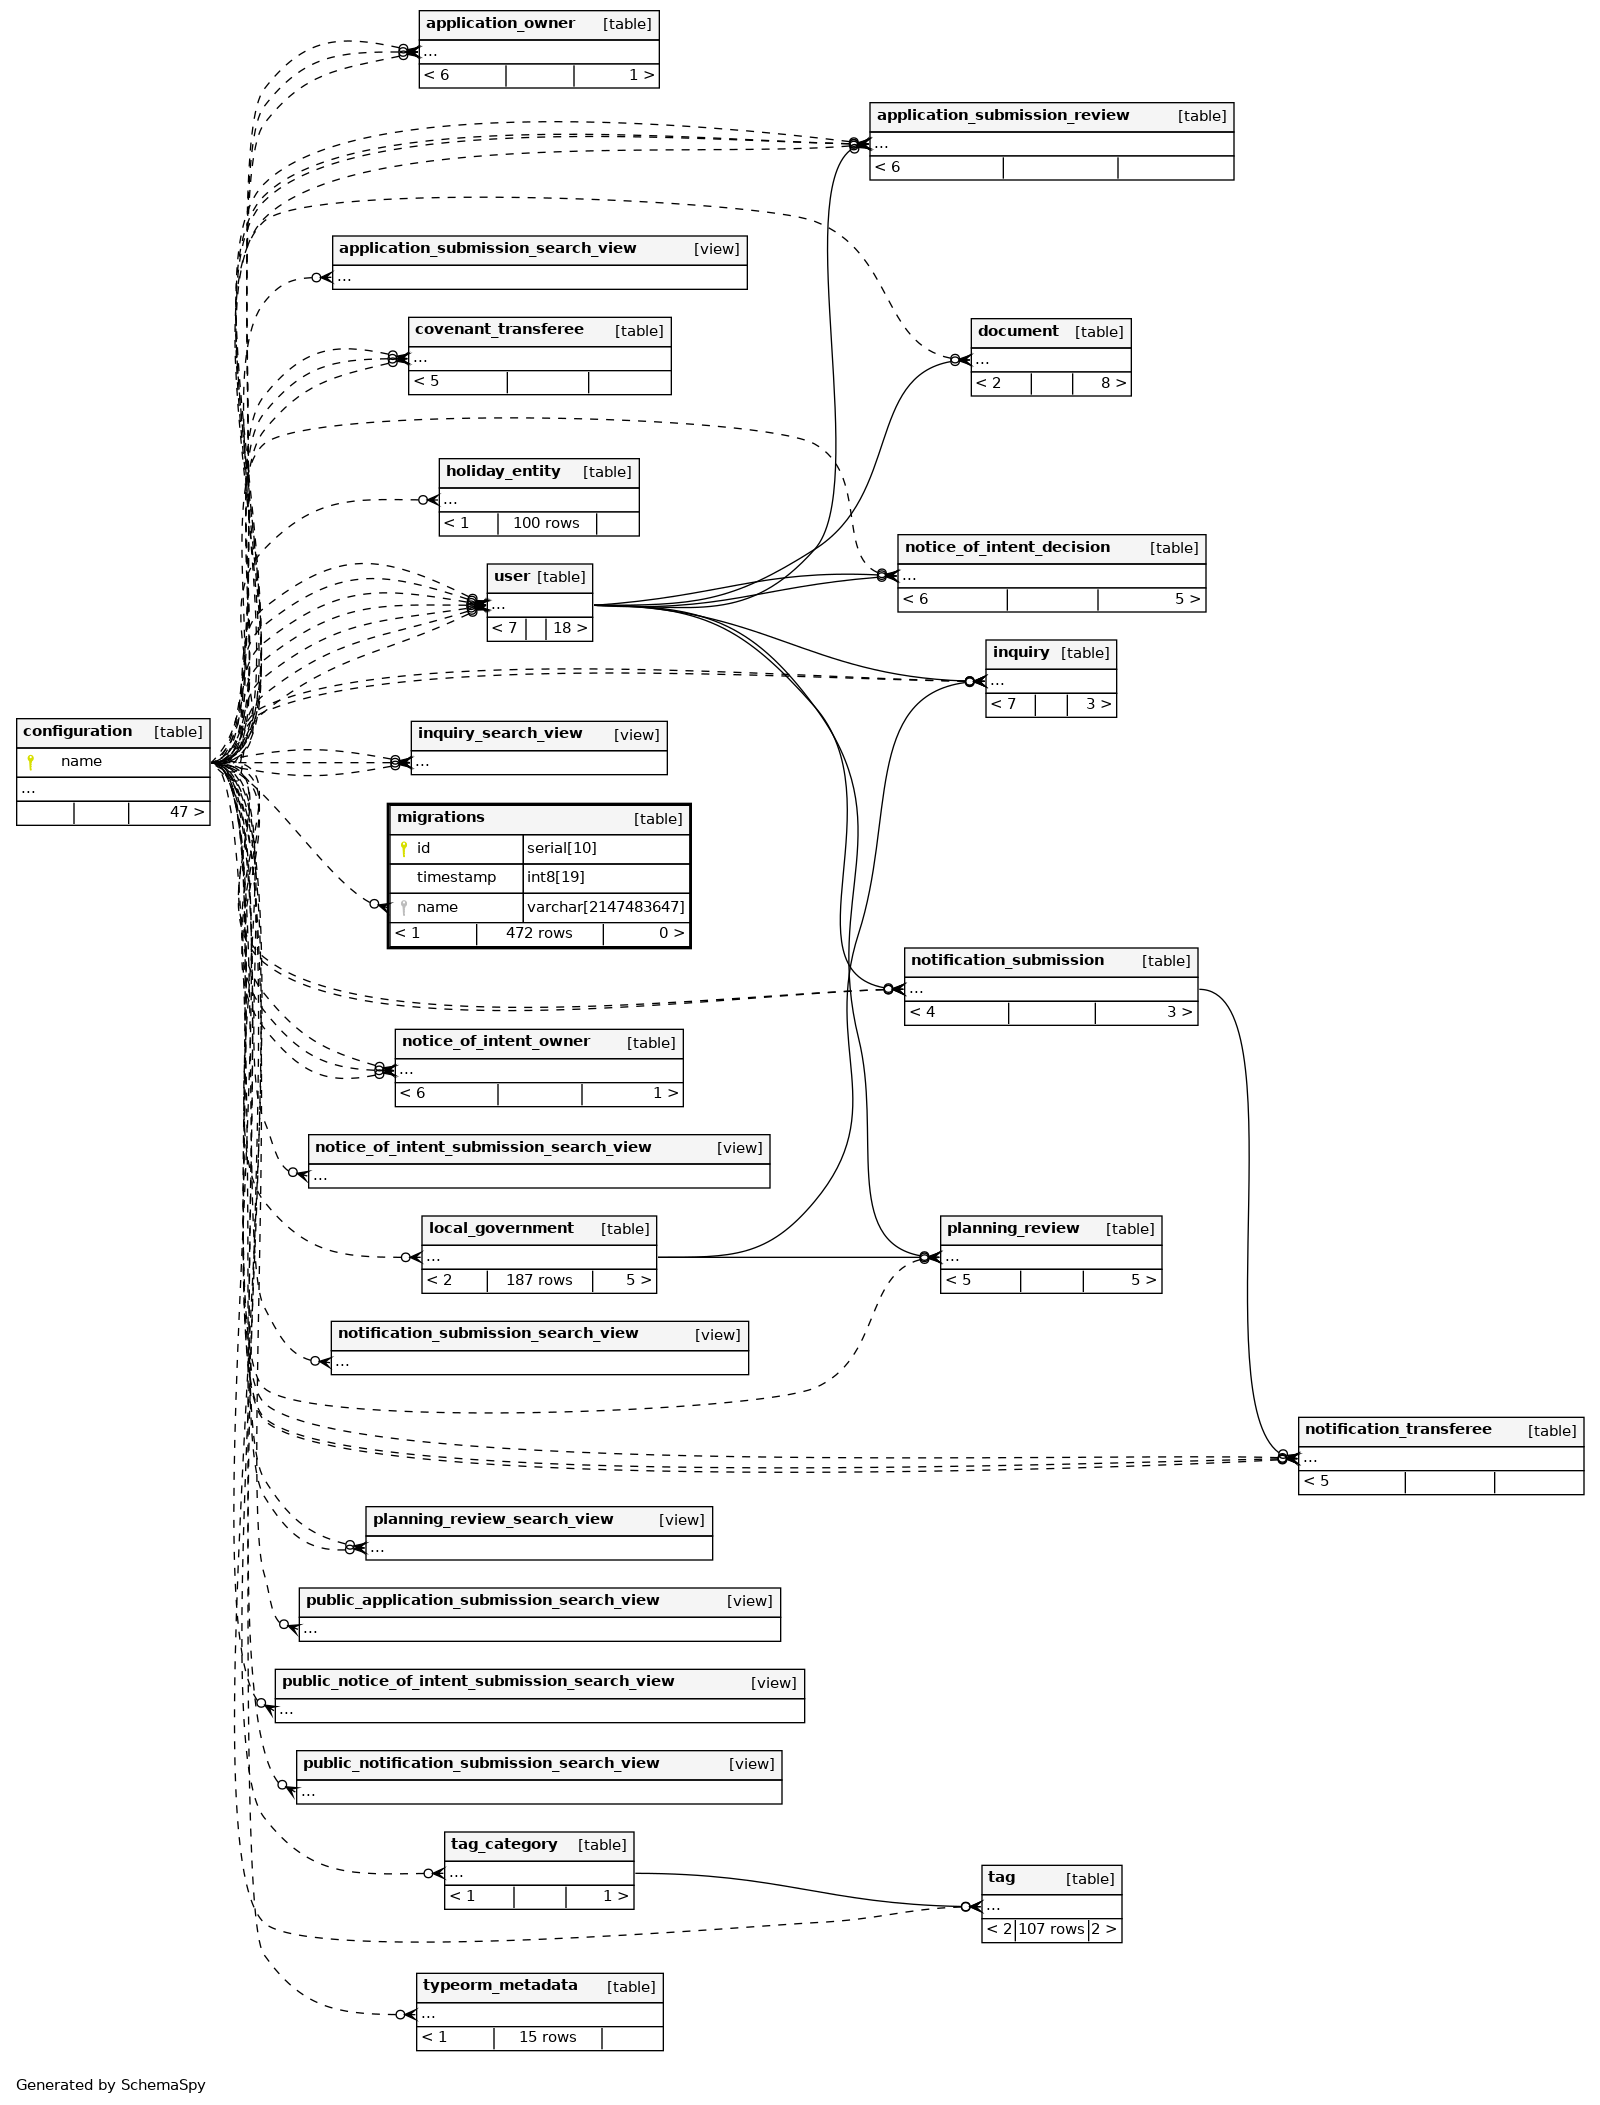 application_owner [table]
...
< 6 1 >
application_submission_review [table]
...
< 6
application_submission_search_view [view]
...
covenant_transferee [table]
...
< 5
document [table]
...
< 2 8 >
holiday_entity [table]
...
< 1 100 rows
notice_of_intent_decision [table]
...
< 6 5 >
user [table]
...
< 7 18 >
inquiry [table]
...
< 7 3 >
configuration [table]
name
...
47 >
inquiry_search_view [view]
...
migrations [table]
id serial[10]
timestamp int8[19]
name varchar[2147483647]
< 1 472 rows 0 >
notification_submission [table]
...
< 4 3 >
notice_of_intent_owner [table]
...
< 6 1 >
notice_of_intent_submission_search_view [view]
...
local_government [table]
...
< 2 187 rows 5 >
planning_review [table]
...
< 5 5 >
notification_submission_search_view [view]
...
notification_transferee [table]
...
< 5
planning_review_search_view [view]
...
public_application_submission_search_view [view]
...
public_notice_of_intent_submission_search_view [view]
...
public_notification_submission_search_view [view]
...
tag_category [table]
...
< 1 1 >
tag [table]
...
< 2 107 rows 2 >
typeorm_metadata [table]
...
< 1 15 rows
Generated by SchemaSpy